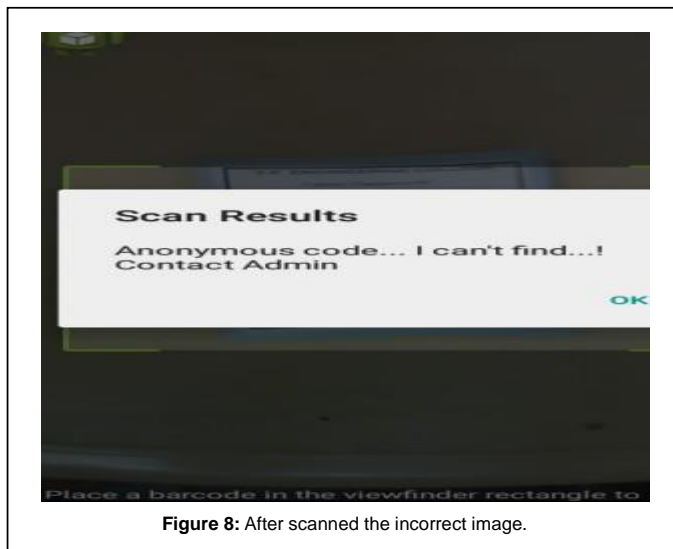 Scan Results
Anonymous code... I can't find...!
Contact Admin
OK
Place a barcode in the viewfinder rectangle to
Figure 8: After scanned the incorrect image.